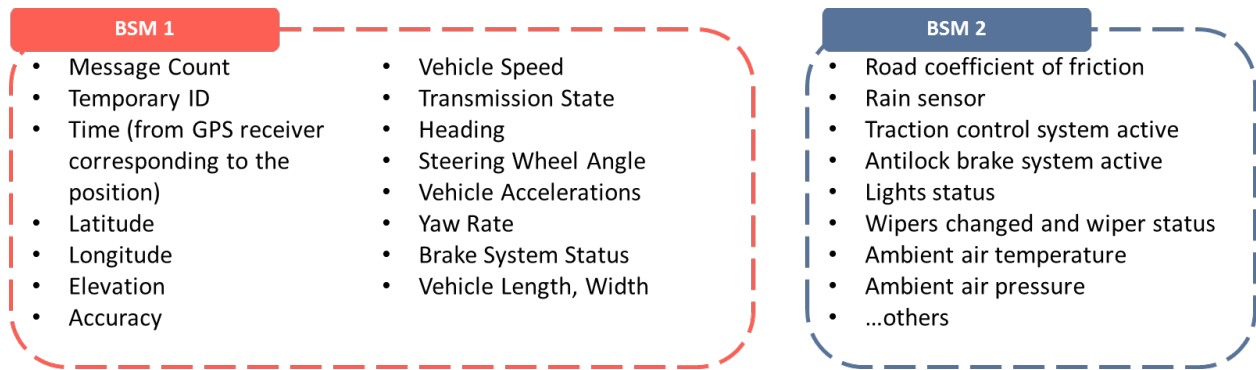 BSM 1
• Message Count
• Temporary ID
• Time (from GPS receiver
corresponding to the
position)
• Latitude
• Longitude
• Elevation
• Accuracy
• Vehicle Speed
• Transmission State
• Heading
• Steering Wheel Angle
• Vehicle Accelerations
• Yaw Rate
• Brake System Status
• Vehicle Length, Width
BSM 2
• Road coefficient of friction
• Rain sensor
• Traction control system active
• Antilock brake system active
• Lights status
• Wipers changed and wiper status
• Ambient air temperature
• Ambient air pressure
• ...others